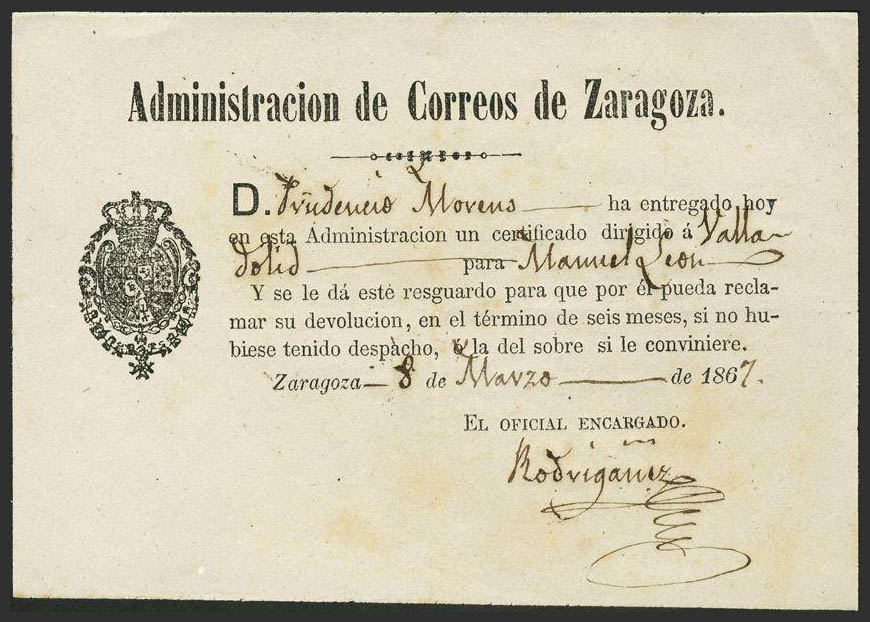 Administracion de Correos de Zaragoza.
D. Prudencio Moreno ha entregado hoy
en esta Administracion un certificado dirigido á Valla-
dolid para Manuel Leon
Y se le dá este resguardo para que por él pueda recla-
mar su devolucion, en el término de seis meses, si no hu-
biese tenido despacho, ó la del sobre si le conviniere.
Zaragoza 8 de Marzo de 1867.
EL OFICIAL ENCARGADO.
Rodrigañez